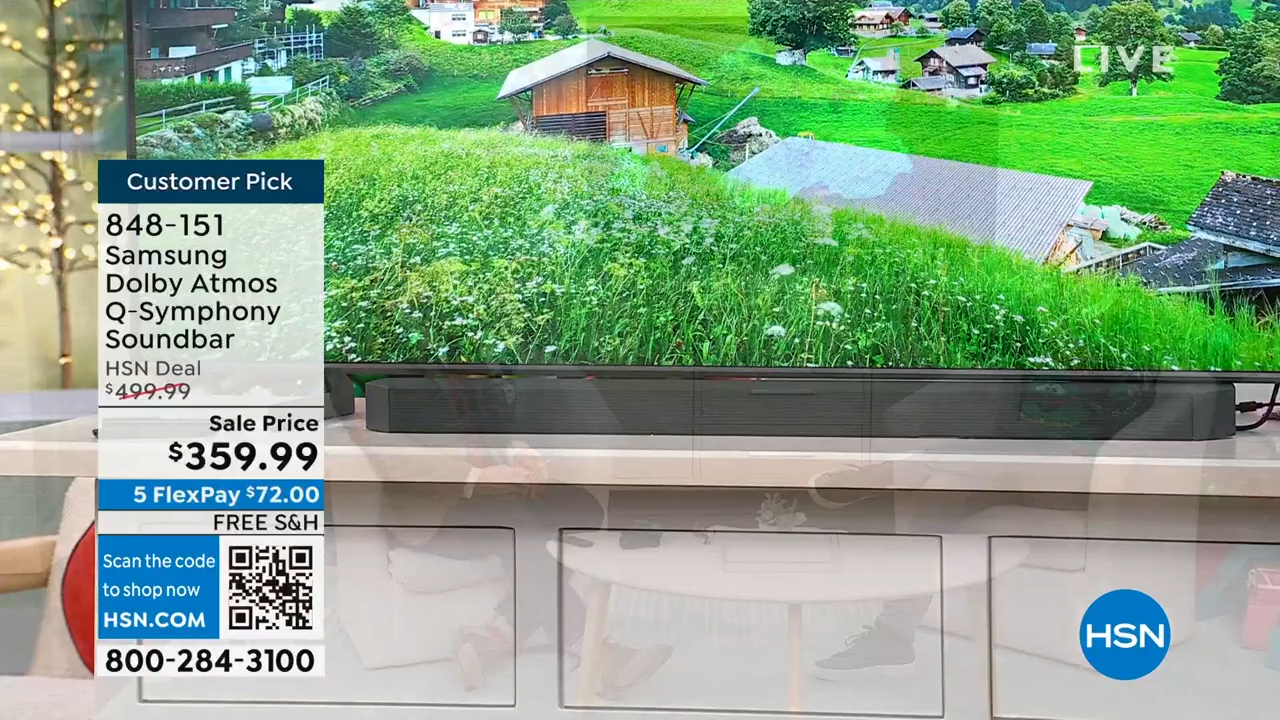 LIVE
Customer Pick
848-151
Samsung
Dolby Atmos
Q-Symphony
Soundbar
HSN Deal
$499.99
Sale Price
$359.99
5 FlexPay $72.00
FREE S&H
Scan the code
to shop now
HSN.COM
800-284-3100
HSN